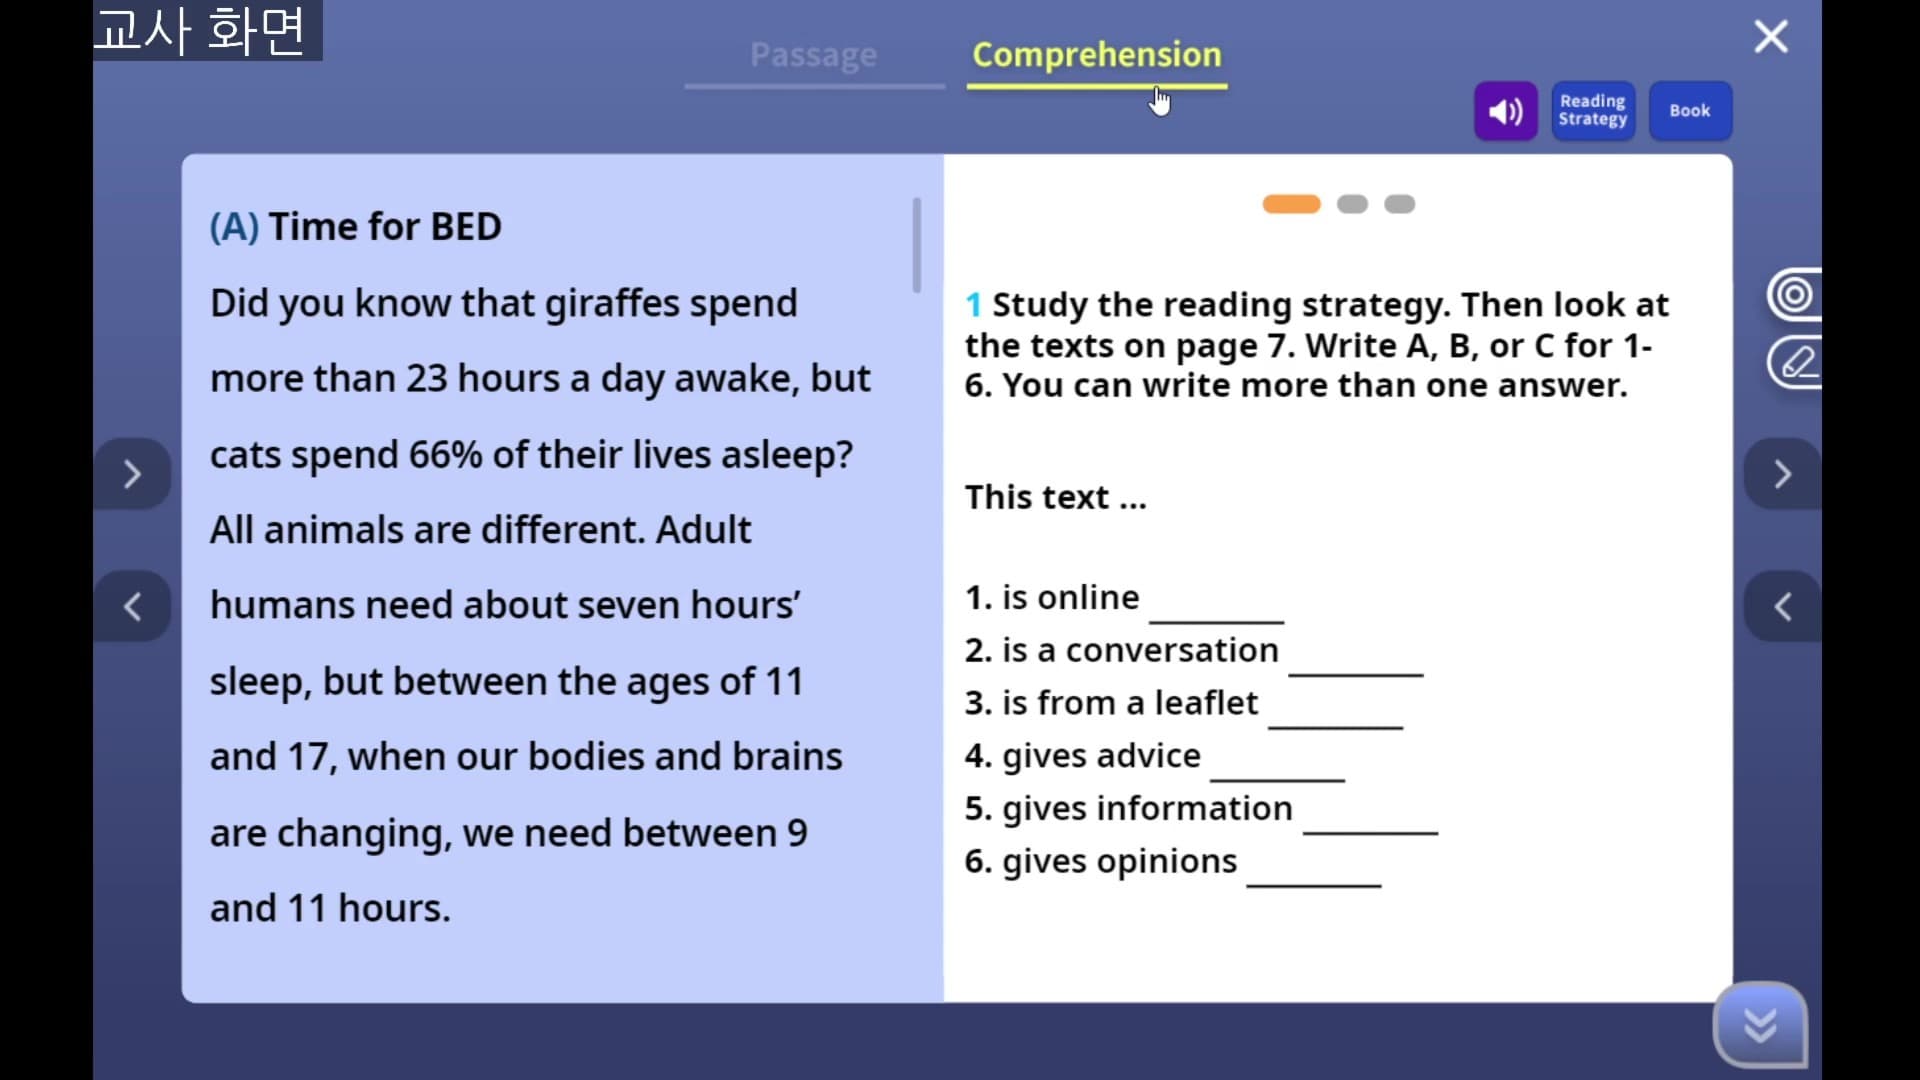 교사 화면
Passage
Comprehension
Reading
Strategy
Book
(A) Time for BED
Did you know that giraffes spend
more than 23 hours a day awake, but
cats spend 66% of their lives asleep?
All animals are different. Adult
humans need about seven hours’
sleep, but between the ages of 11
and 17, when our bodies and brains
are changing, we need between 9
and 11 hours.
1 Study the reading strategy. Then look at
the texts on page 7. Write A, B, or C for 1-
6. You can write more than one answer.
This text ...
1. is online ________
2. is a conversation ________
3. is from a leaflet ________
4. gives advice ________
5. gives information ________
6. gives opinions ________